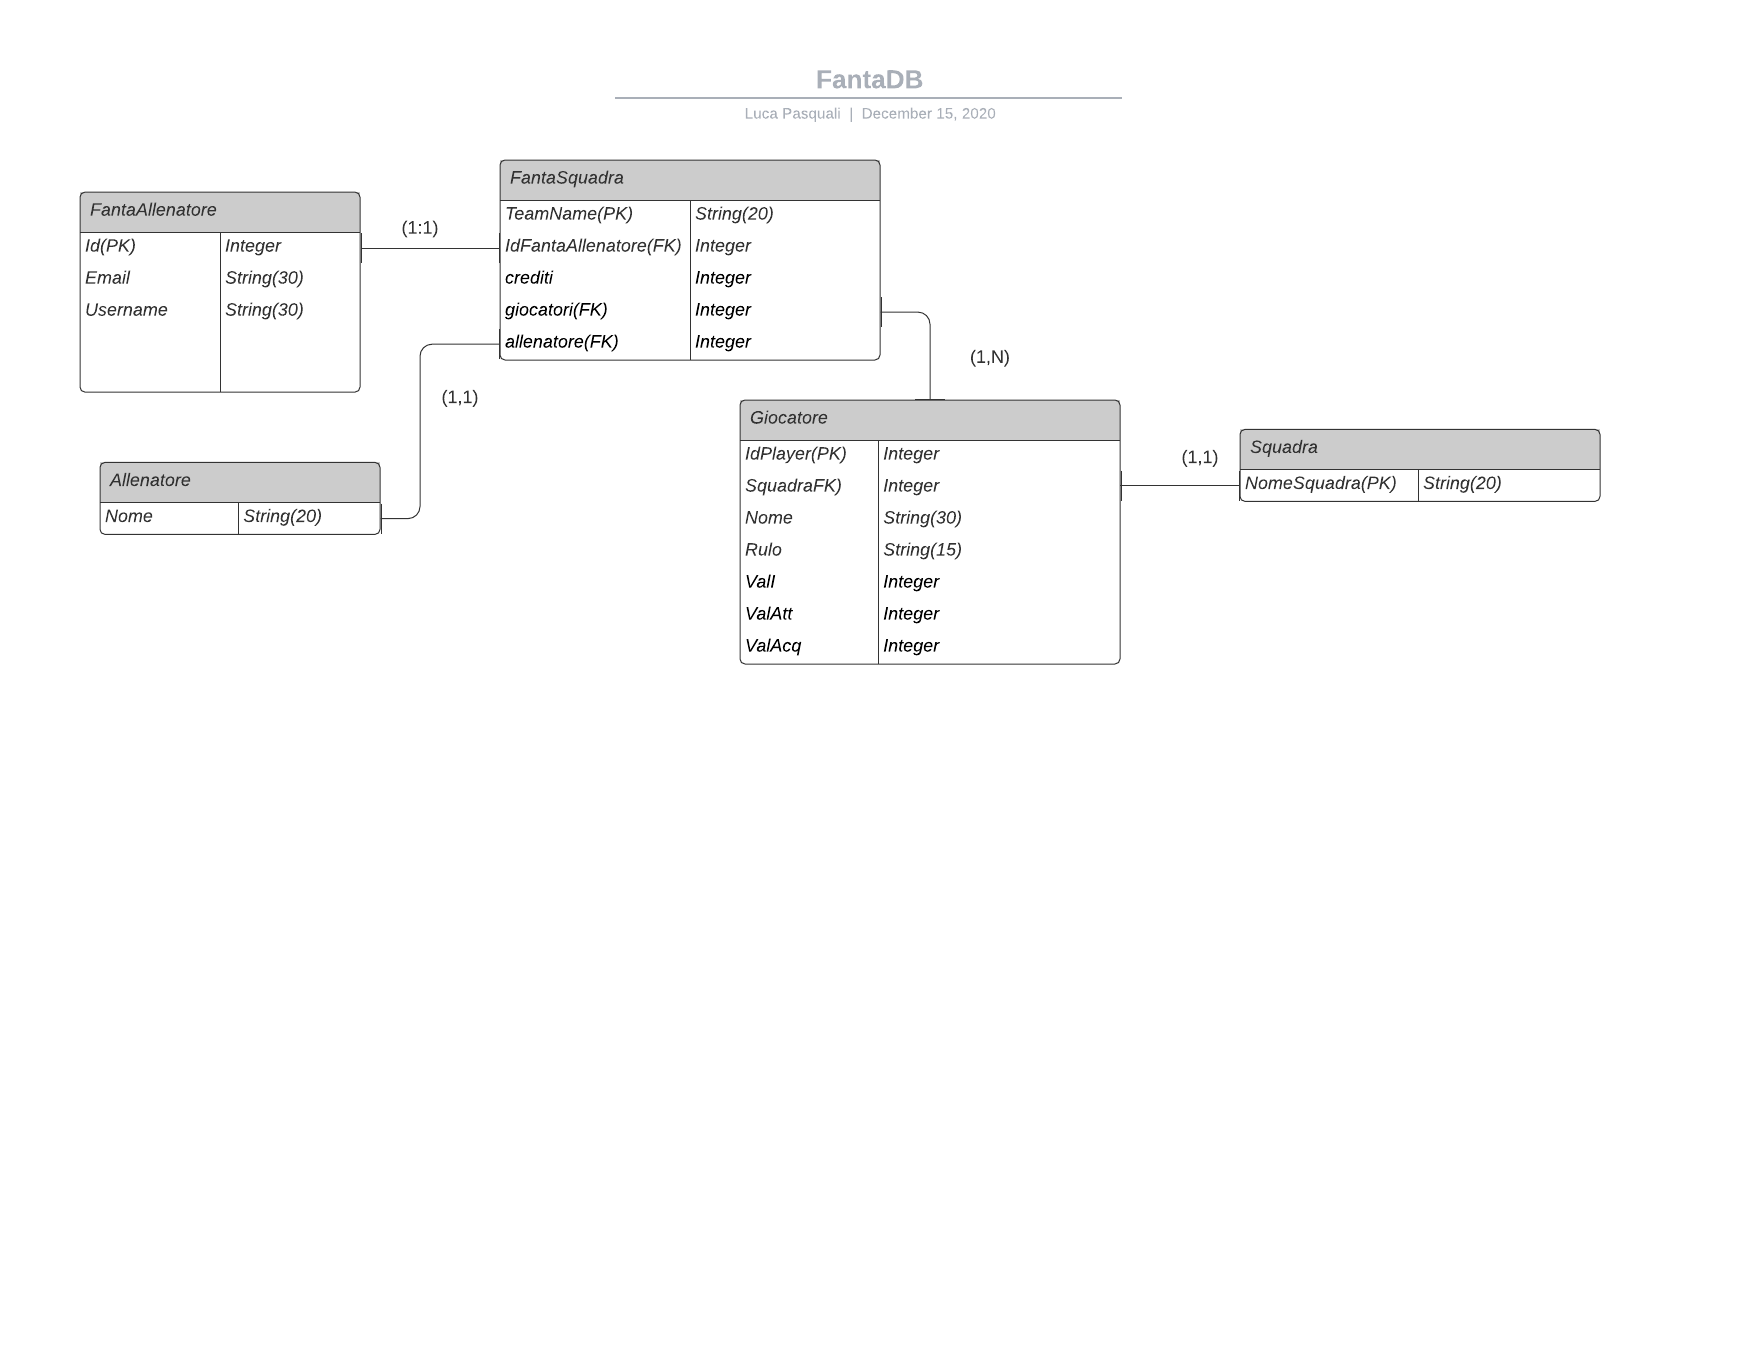 FantaDB
Luca Pasquali | December 15, 2020
FantaAllenatore
Id(PK) Integer
Email String(30)
Username String(30)
(1:1)
FantaSquadra
TeamName(PK) String(20)
IdFantaAllenatore(FK) Integer
crediti Integer
giocatori(FK) Integer
allenatore(FK) Integer
(1,1)
(1,N)
Allenatore
Nome String(20)
Giocatore
IdPlayer(PK) Integer
SquadraFK) Integer
Nome String(30)
Rulo String(15)
ValI Integer
ValAtt Integer
ValAcq Integer
(1,1)
Squadra
NomeSquadra(PK) String(20)